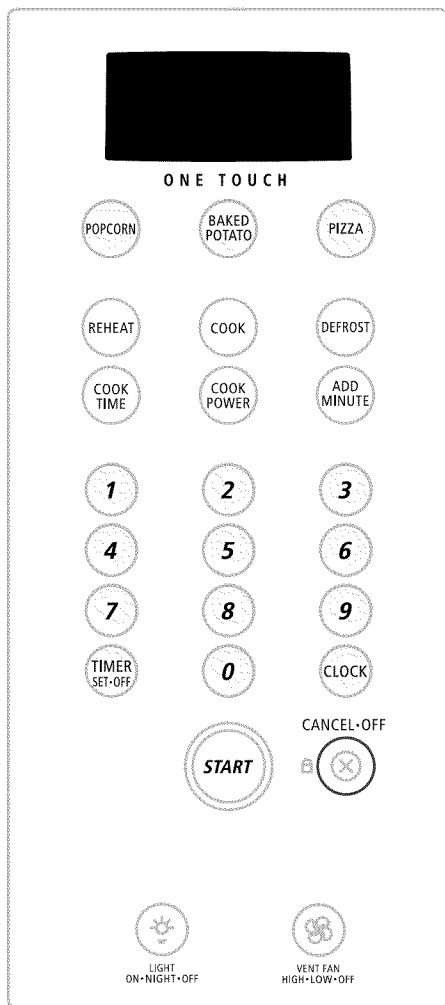 ONE TOUCH
POPCORN
BAKED
POTATO
PIZZA
REHEAT
COOK
DEFROST
COOK
TIME
COOK
POWER
ADD
MINUTE
1
2
3
4
5
6
7
8
9
TIMER
SET•OFF
0
CLOCK
CANCEL•OFF
START
LIGHT
ON•NIGHT•OFF
VENT FAN
HIGH•LOW•OFF